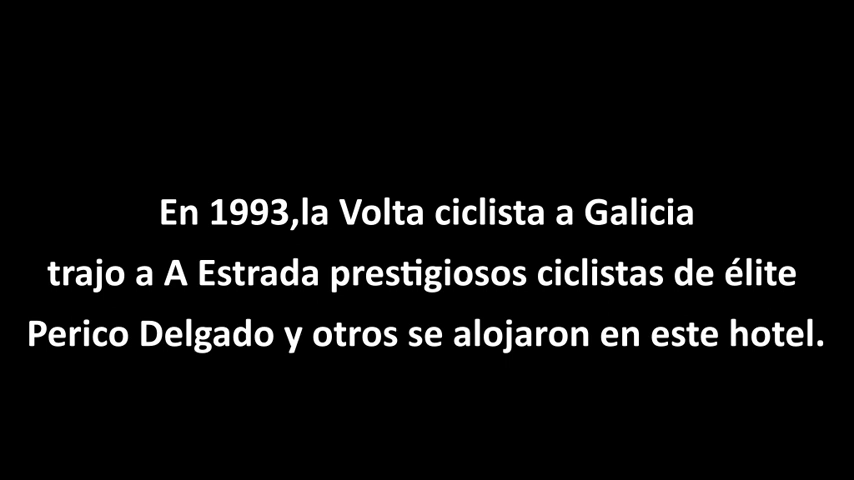 En 1993,la Volta ciclista a Galicia
trajo a A Estrada prestigiosos ciclistas de élite
Perico Delgado y otros se alojaron en este hotel.